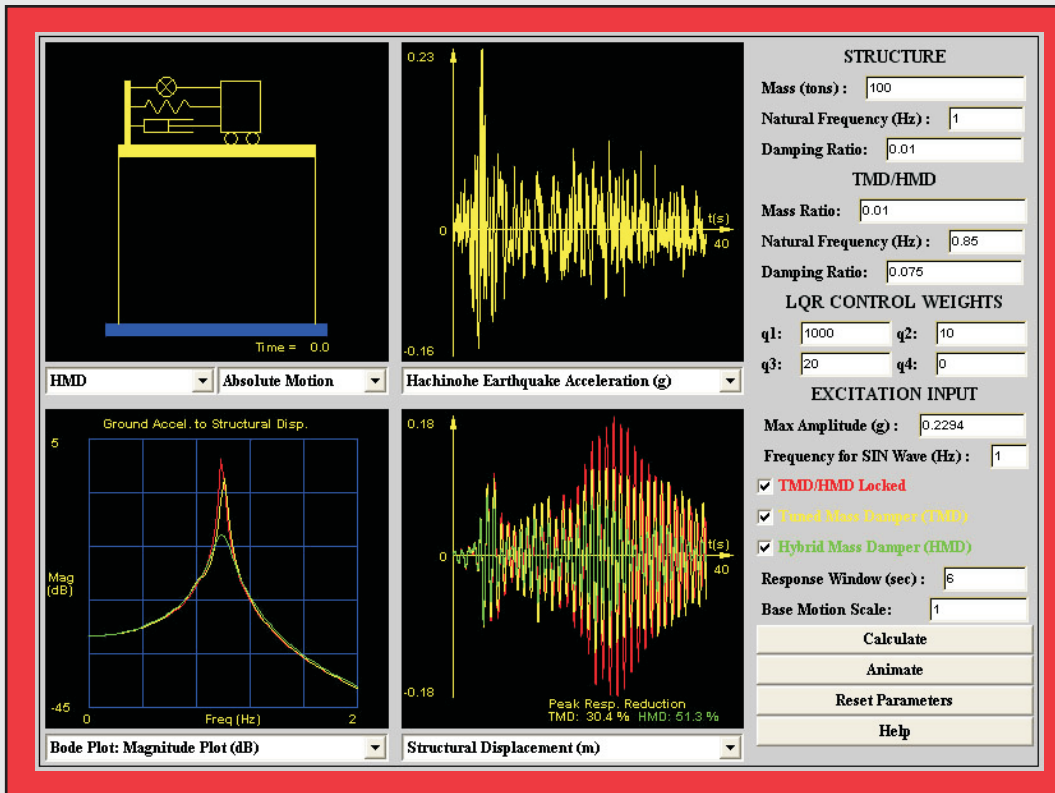 Time = 0.0
HMD
Absolute Motion
0.23
0
t(s)
40
-0.16
Hachinohe Earthquake Acceleration (g)
Ground Accel. to Structural Disp.
5
Mag
(dB)
-45
0
Freq (Hz)
2
Bode Plot: Magnitude Plot (dB)
0.18
0
t(s)
40
-0.18
Peak Resp. Reduction
TMD: 30.4 % HMD: 51.3 %
Structural Displacement (m)
STRUCTURE
Mass (tons) : 100
Natural Frequency (Hz) : 1
Damping Ratio: 0.01
TMD/HMD
Mass Ratio: 0.01
Natural Frequency (Hz) : 0.85
Damping Ratio: 0.075
LQR CONTROL WEIGHTS
q1: 1000 q2: 10
q3: 20 q4: 0
EXCITATION INPUT
Max Amplitude (g) : 0.2294
Frequency for SIN Wave (Hz) : 1
TMD/HMD Locked
Tuned Mass Damper (TMD)
Hybrid Mass Damper (HMD)
Response Window (sec) : 6
Base Motion Scale: 1
Calculate
Animate
Reset Parameters
Help